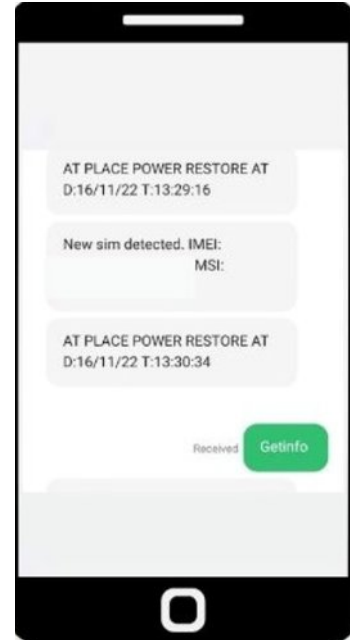 AT PLACE POWER RESTORE AT
D:16/11/22 T:13:29:16
New sim detected. IMEI:
MSI:
AT PLACE POWER RESTORE AT
D:16/11/22 T:13:30:34
Received Getinfo